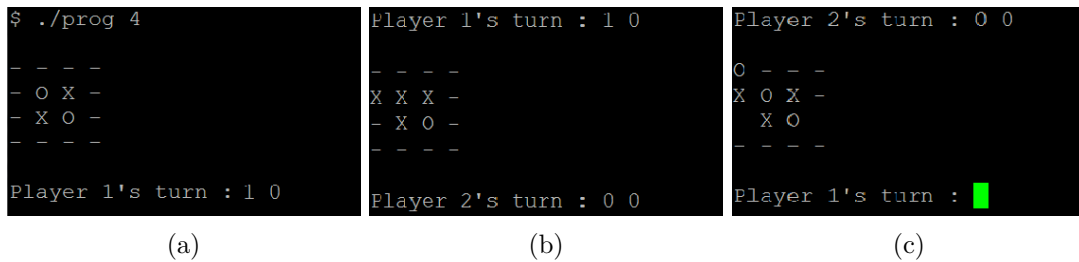 $ ./prog 4
- - - -
- O X -
- X O -
- - - -
Player 1's turn : 1 0
(a)
Player 1's turn : 1 0
- - - -
X X X -
- X O -
- - - -
Player 2's turn : 0 0
(b)
Player 2's turn : 0 0
O - - -
X O X -
X O
- - - -
Player 1's turn :
(c)